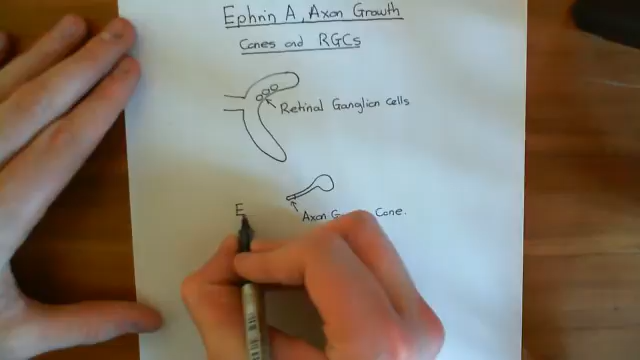 Ephrin A, Axon Growth
Cones and RGCs
Retinal Ganglion cells
Axon G Cone.
E